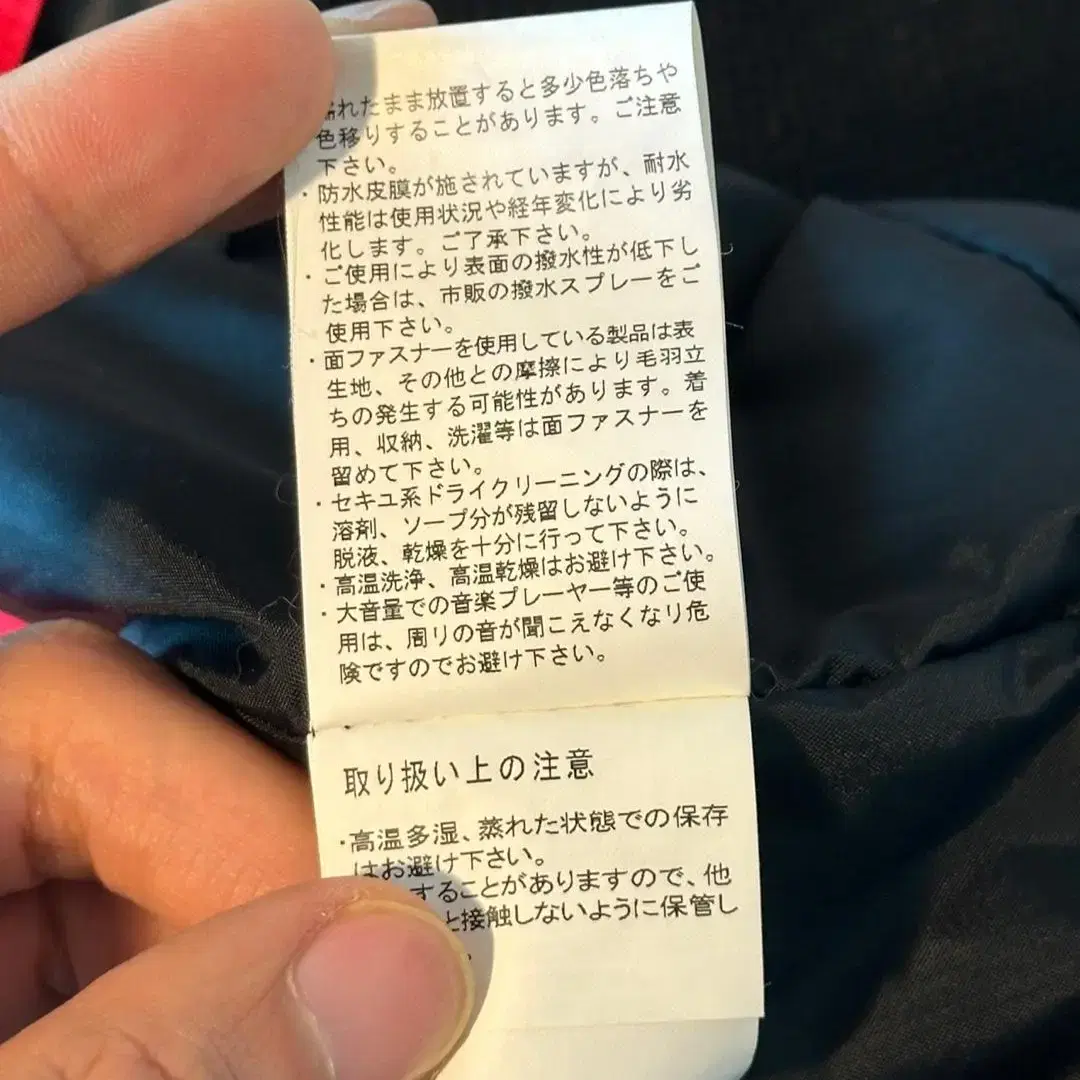 れたまま放置すると多少色落ちや
色移りすることがあります。ご注意
下さい。
・防水皮膜が施されていますが、耐水
性能は使用状況や経年変化により劣
化します。ご了承下さい。
・ご使用により表面の撥水性が低下し
た場合は、市販の撥水スプレーをご
使用下さい。
・面ファスナーを使用している製品は表
生地、その他との摩擦により毛羽立
ちの発生する可能性があります。着
用、収納、洗濯等は面ファスナーを
留めて下さい。
・セキユ系ドライクリーニングの際は、
溶剤、ソープ分が残留しないように
脱液、乾燥を十分に行って下さい。
・高温洗浄、高温乾燥はお避け下さい。
・大音量での音楽プレーヤー等のご使
用は、周りの音が聞こえなくなり危
険ですのでお避け下さい。
取り扱い上の注意
・高温多湿、蒸れた状態での保存
はお避け下さい。
することがありますので、他
と接触しないように保管し